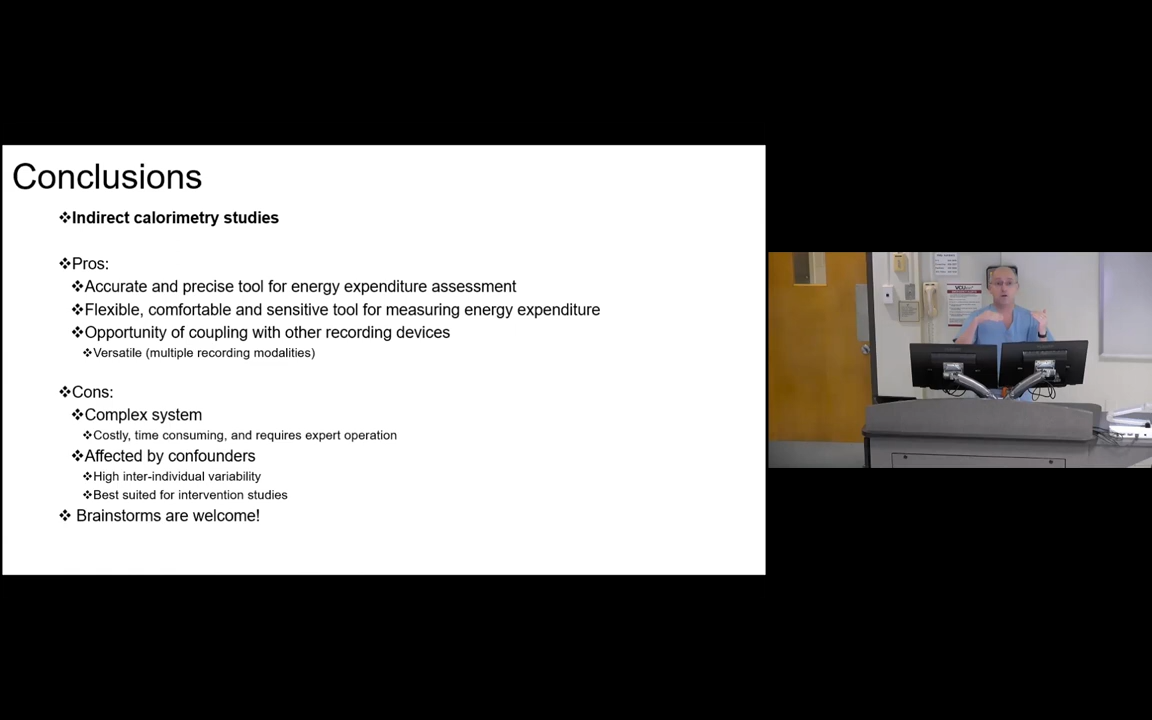 Conclusions
❖Indirect calorimetry studies
❖Pros:
❖Accurate and precise tool for energy expenditure assessment
❖Flexible, comfortable and sensitive tool for measuring energy expenditure
❖Opportunity of coupling with other recording devices
❖Versatile (multiple recording modalities)
❖Cons:
❖Complex system
❖Costly, time consuming, and requires expert operation
❖Affected by confounders
❖High inter-individual variability
❖Best suited for intervention studies
❖ Brainstorms are welcome!
VCU